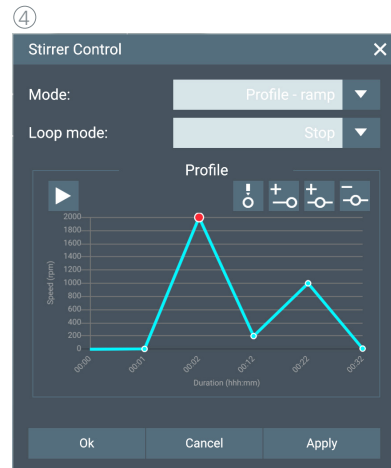 ④
Stirrer Control
Mode: Profile - ramp
Loop mode: Stop
Profile
2000
1800
1600
1400
1200
1000
800
600
400
200
0
Speed (rpm)
00:00 00:01 00:02 00:12 00:22 00:32
Duration (hhh:mm)
Ok Cancel Apply